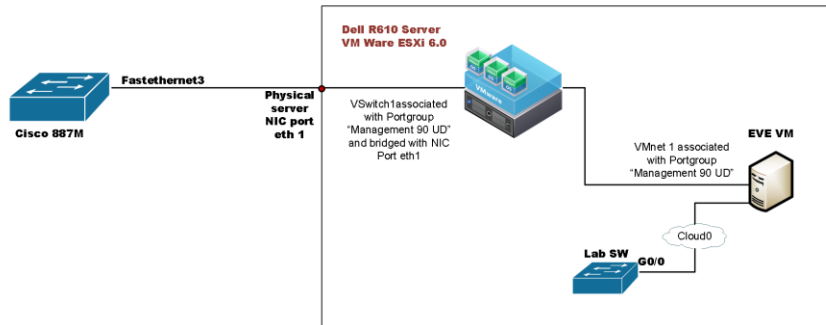 Dell R610 Server
VM Ware ESXi 6.0
Fastethernet3
Cisco 887M
Physical
server
NIC port
eth 1
VSwitch1associated
with Portgroup
“Management 90 UD”
and bridged with NIC
Port eth1
VMware
VMnet 1 associated
with Portgroup
“Management 90 UD”
EVE VM
Cloud0
Lab SW
G0/0